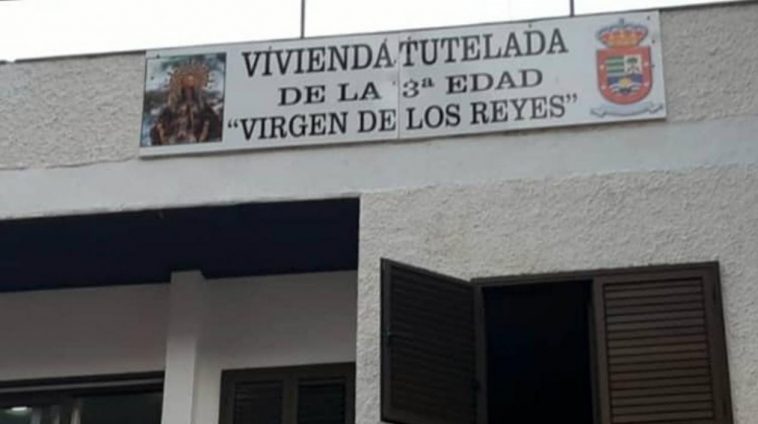 VIVIENDA TUTELADA
DE LA 3ª EDAD
"VIRGEN DE LOS REYES"